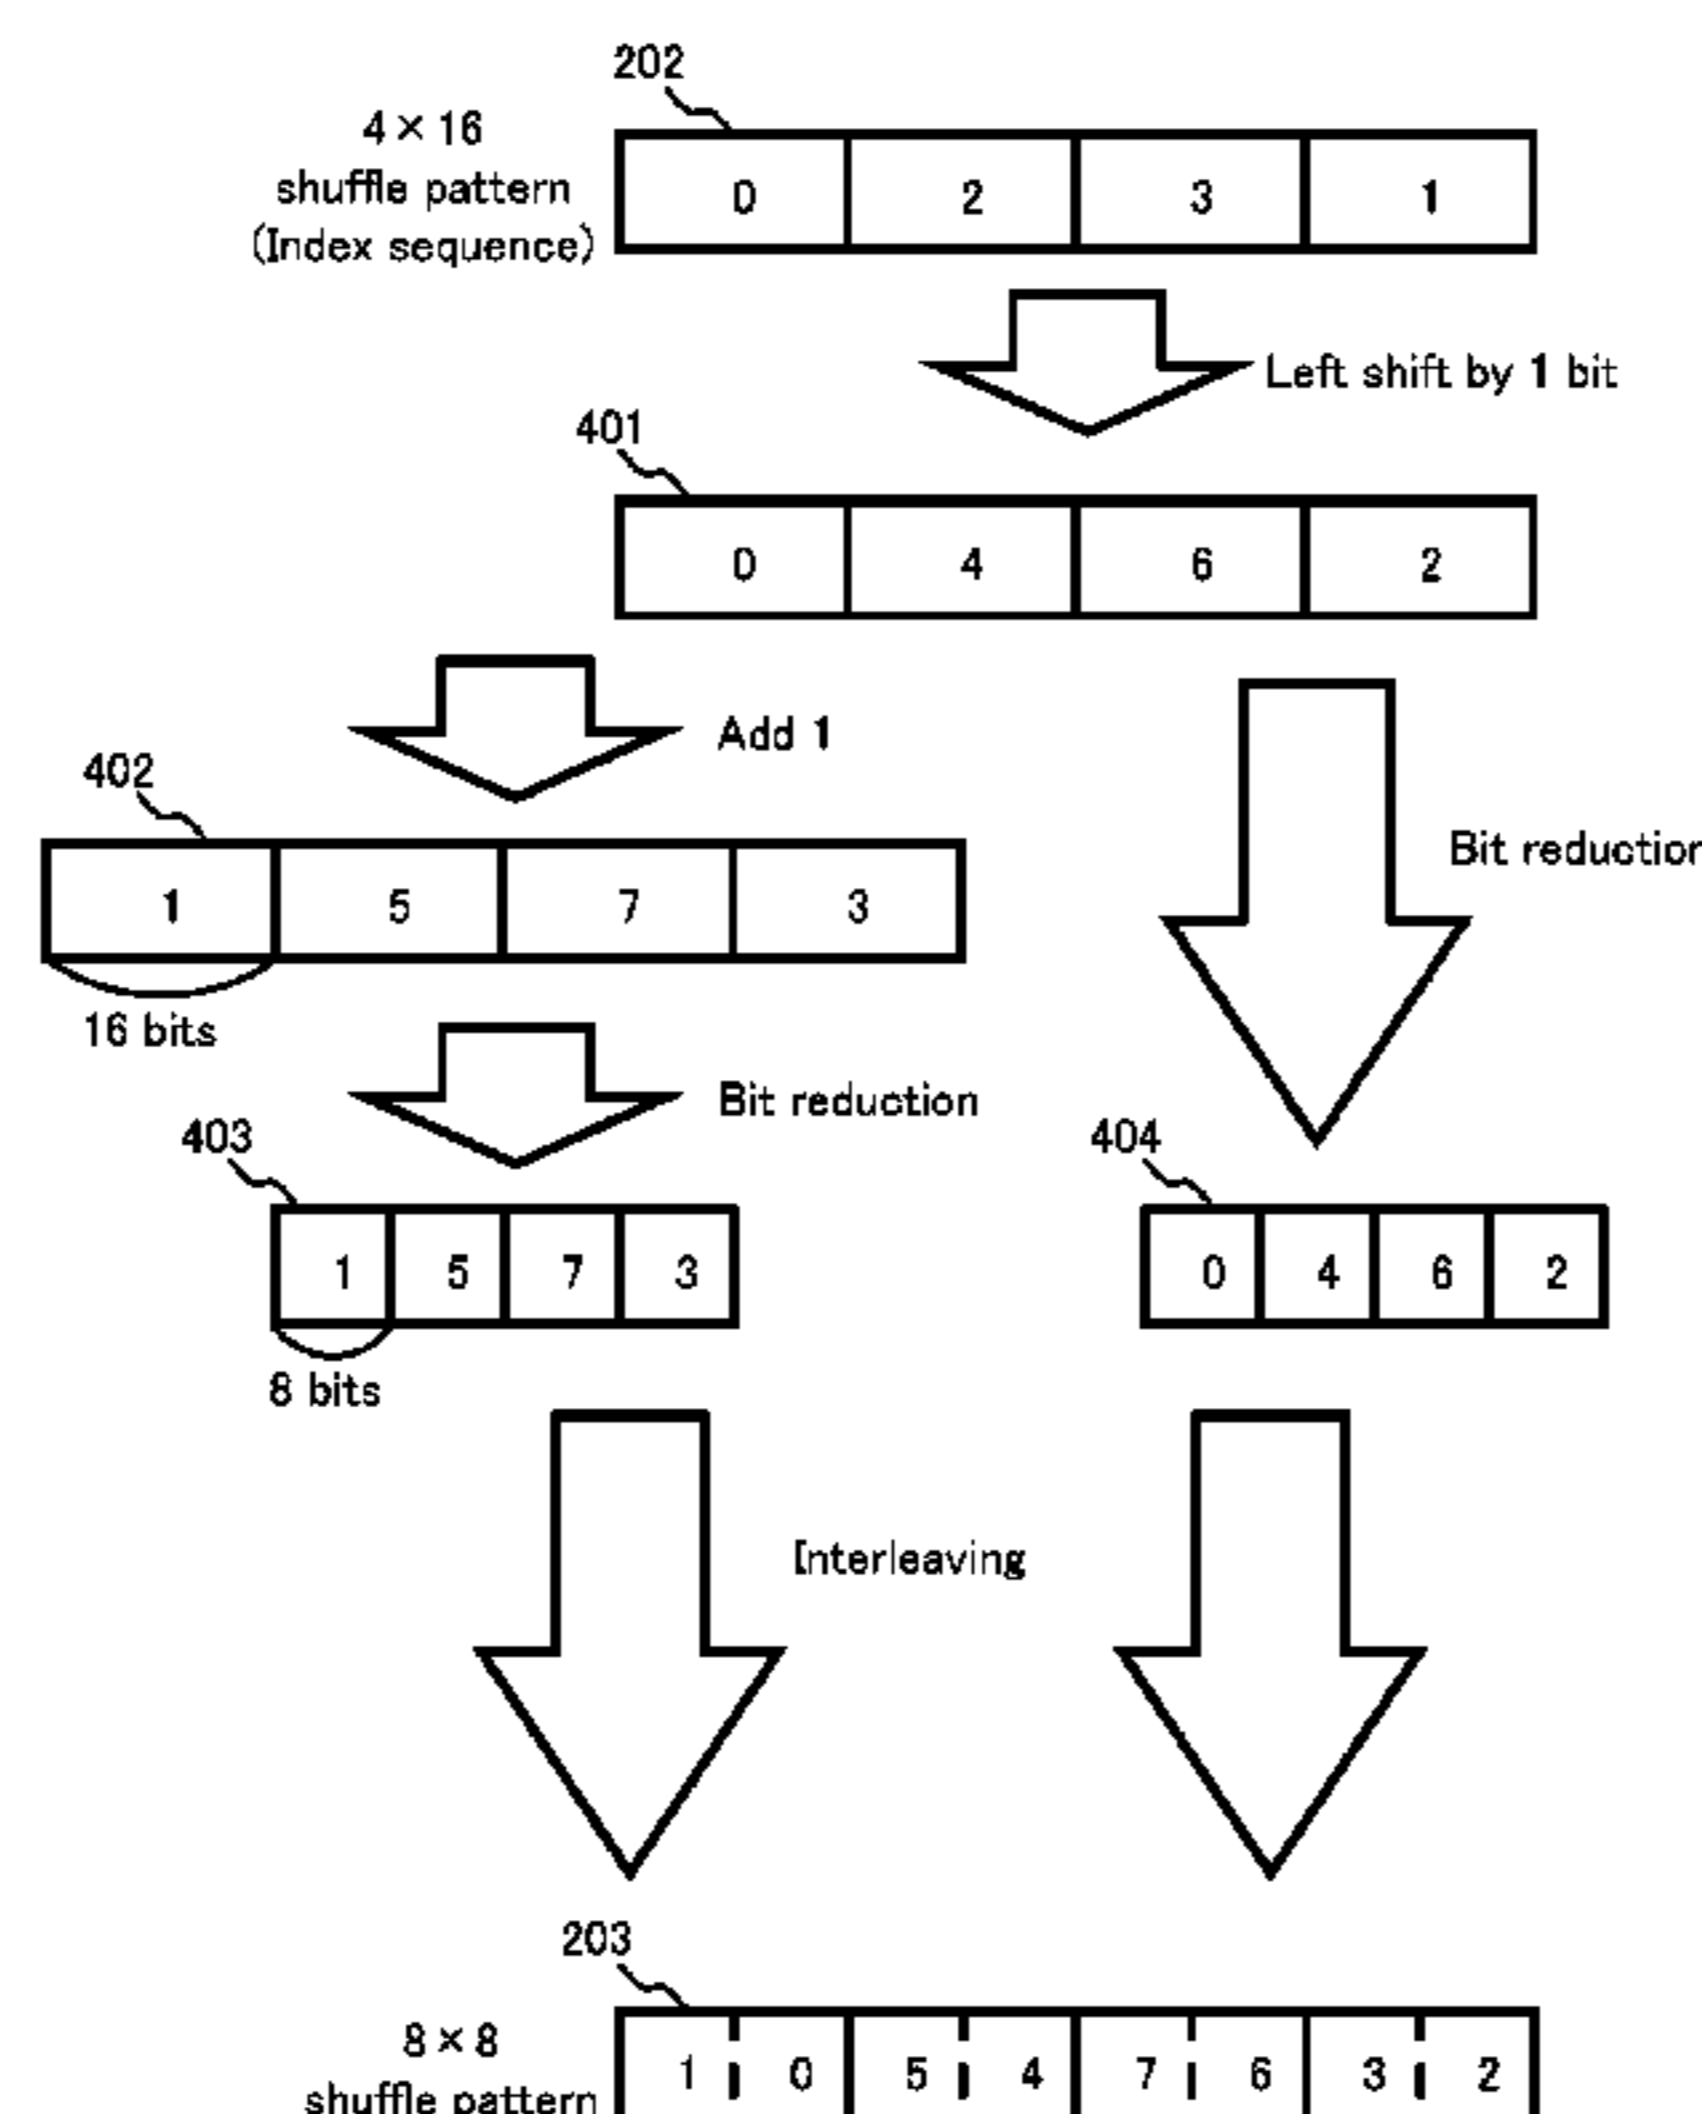 202
4 × 16
shuffle pattern
(Index sequence)
0 2 3 1
Left shift by 1 bit
401
0 4 6 2
Add 1
402
Bit reduction
1 5 7 3
16 bits
Bit reduction
403
404
1 5 7 3
0 4 6 2
8 bits
Interleaving
203
8 × 8
shuffle pattern
1 0 5 4 7 6 3 2